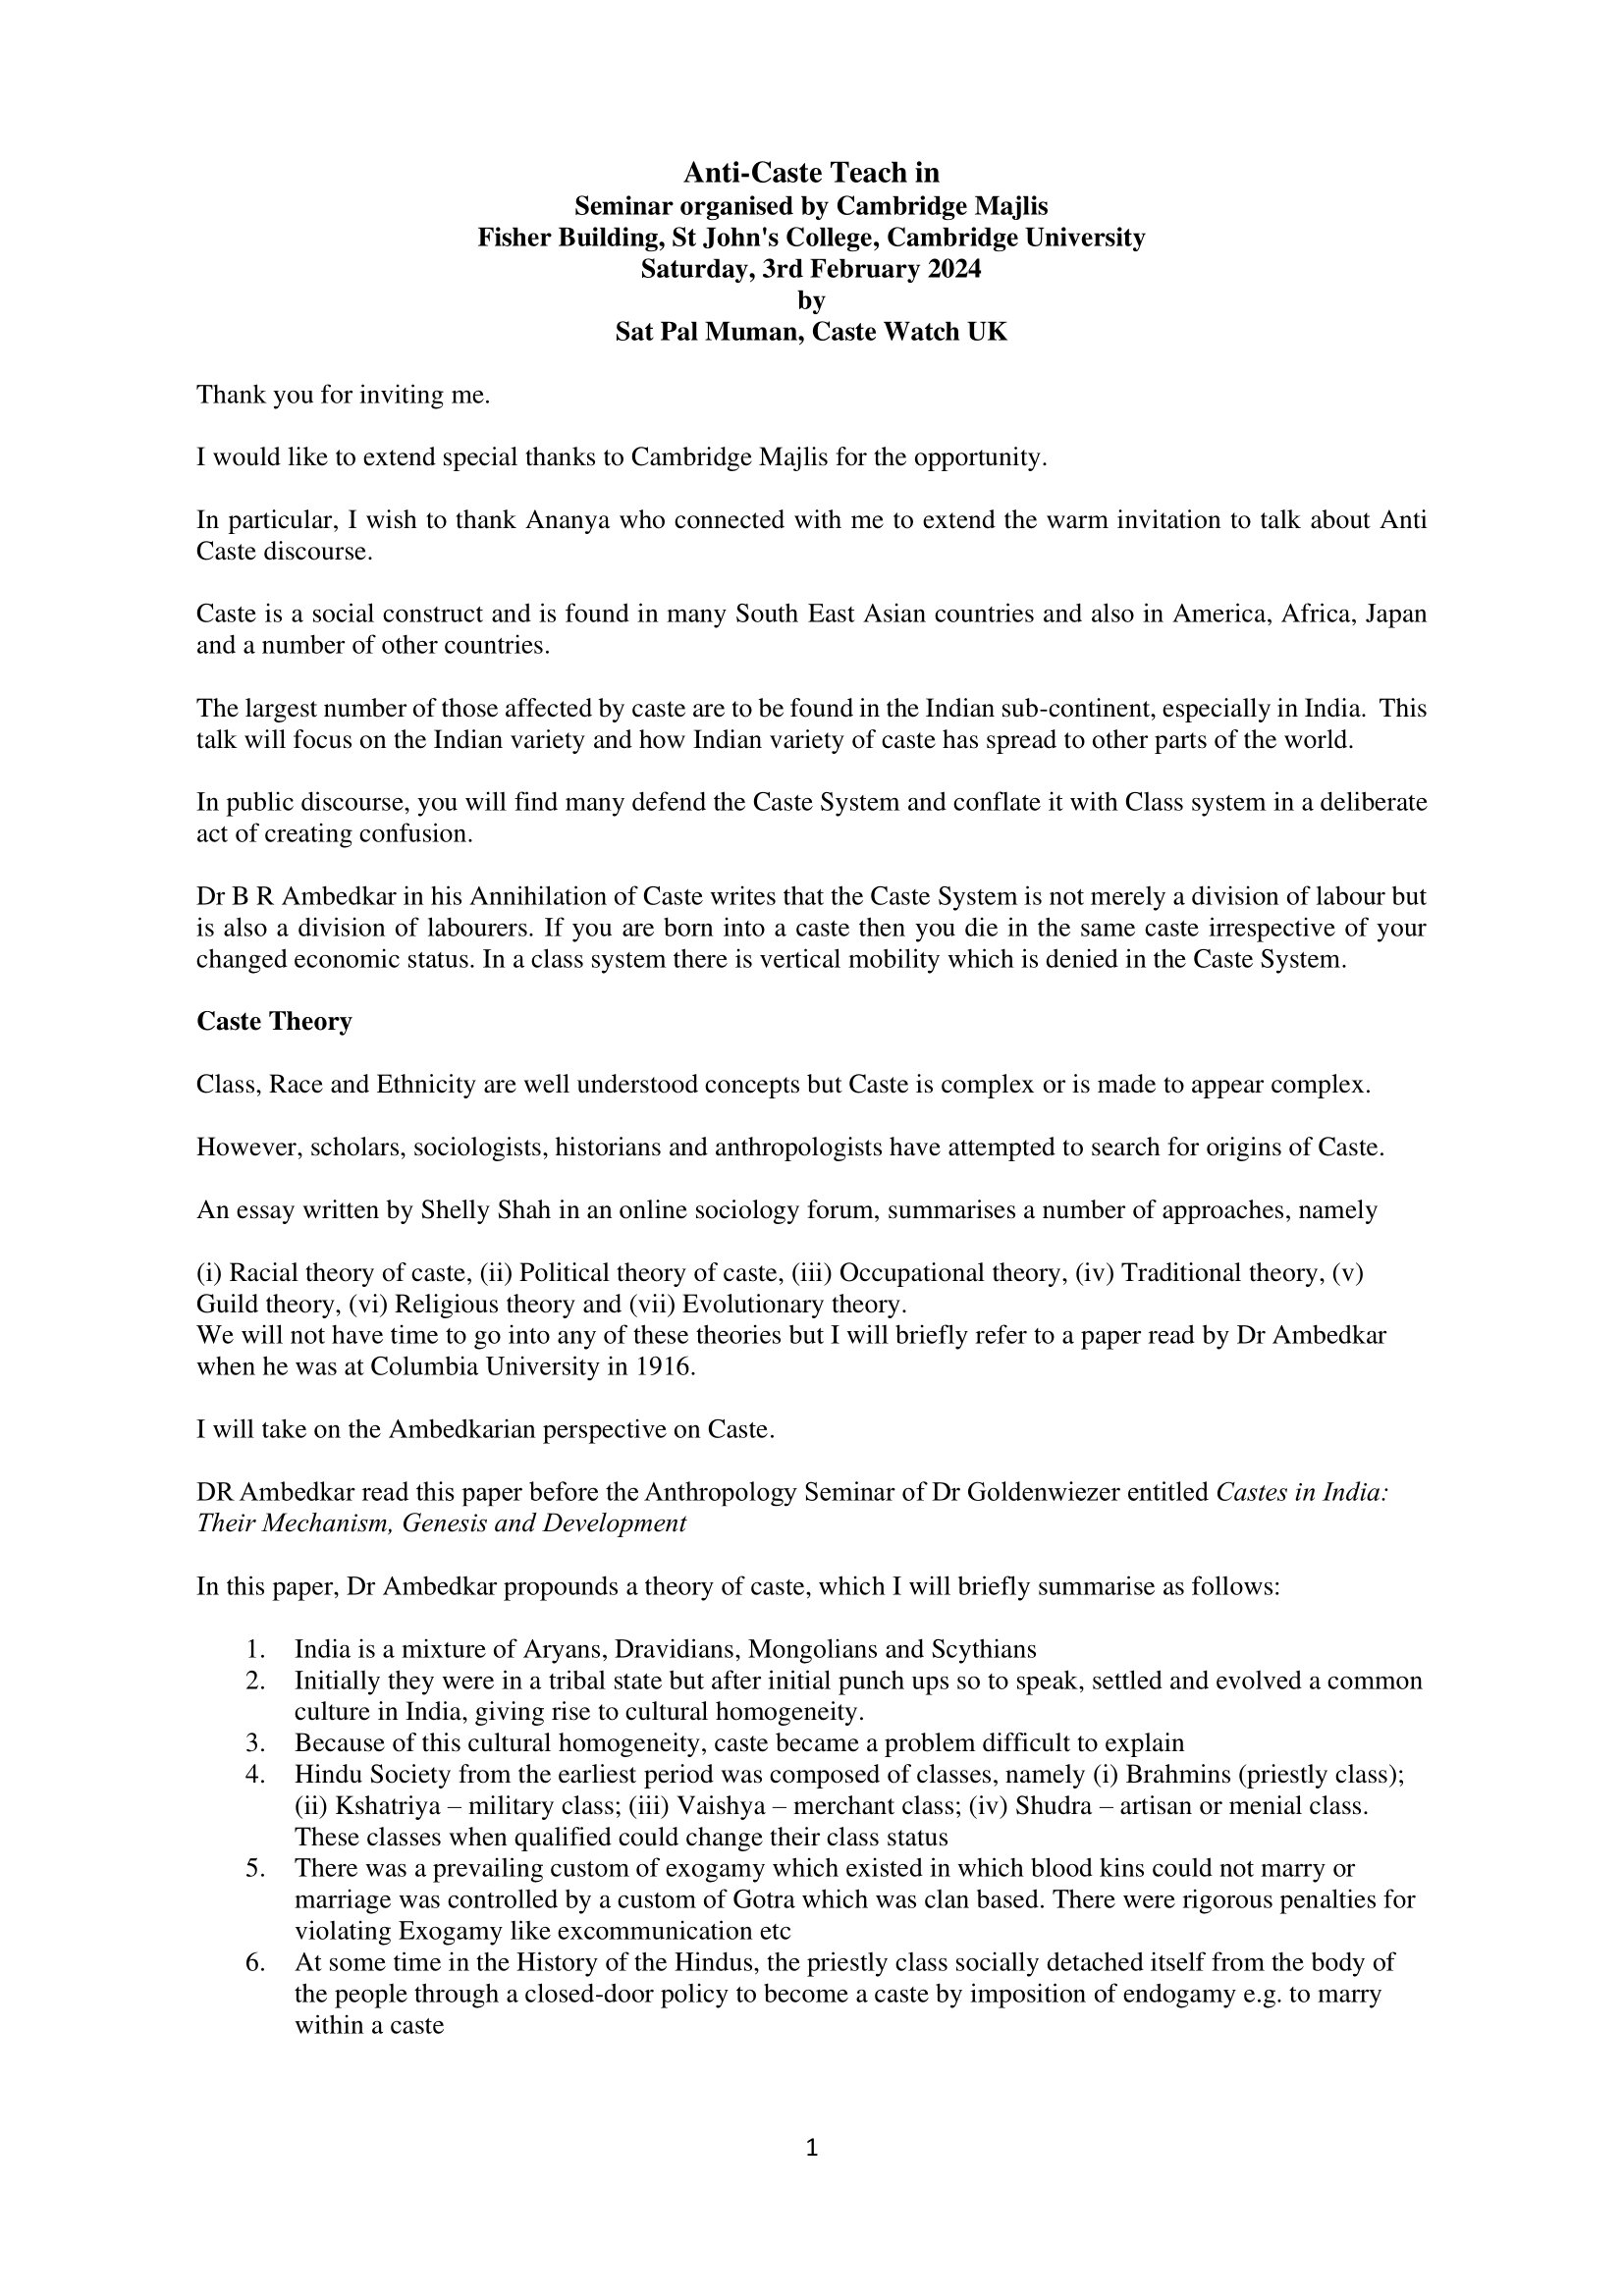 Anti-Caste Teach in
Seminar organised by Cambridge Majlis
Fisher Building, St John's College, Cambridge University
Saturday, 3rd February 2024
by
Sat Pal Muman, Caste Watch UK
Thank you for inviting me.
I would like to extend special thanks to Cambridge Majlis for the opportunity.
In particular, I wish to thank Ananya who connected with me to extend the warm invitation to talk about Anti
Caste discourse.
Caste is a social construct and is found in many South East Asian countries and also in America, Africa, Japan
and a number of other countries.
The largest number of those affected by caste are to be found in the Indian sub-continent, especially in India. This
talk will focus on the Indian variety and how Indian variety of caste has spread to other parts of the world.
In public discourse, you will find many defend the Caste System and conflate it with Class system in a deliberate
act of creating confusion.
Dr B R Ambedkar in his Annihilation of Caste writes that the Caste System is not merely a division of labour but
is also a division of labourers. If you are born into a caste then you die in the same caste irrespective of your
changed economic status. In a class system there is vertical mobility which is denied in the Caste System.
Caste Theory
Class, Race and Ethnicity are well understood concepts but Caste is complex or is made to appear complex.
However, scholars, sociologists, historians and anthropologists have attempted to search for origins of Caste.
An essay written by Shelly Shah in an online sociology forum, summarises a number of approaches, namely
(i) Racial theory of caste, (ii) Political theory of caste, (iii) Occupational theory, (iv) Traditional theory, (v)
Guild theory, (vi) Religious theory and (vii) Evolutionary theory.
We will not have time to go into any of these theories but I will briefly refer to a paper read by Dr Ambedkar
when he was at Columbia University in 1916.
I will take on the Ambedkarian perspective on Caste.
DR Ambedkar read this paper before the Anthropology Seminar of Dr Goldenwiezer entitled Castes in India:
Their Mechanism, Genesis and Development
In this paper, Dr Ambedkar propounds a theory of caste, which I will briefly summarise as follows:
1. India is a mixture of Aryans, Dravidians, Mongolians and Scythians
2. Initially they were in a tribal state but after initial punch ups so to speak, settled and evolved a common
culture in India, giving rise to cultural homogeneity.
3. Because of this cultural homogeneity, caste became a problem difficult to explain
4. Hindu Society from the earliest period was composed of classes, namely (i) Brahmins (priestly class);
(ii) Kshatriya – military class; (iii) Vaishya – merchant class; (iv) Shudra – artisan or menial class.
These classes when qualified could change their class status
5. There was a prevailing custom of exogamy which existed in which blood kins could not marry or
marriage was controlled by a custom of Gotra which was clan based. There were rigorous penalties for
violating Exogamy like excommunication etc
6. At some time in the History of the Hindus, the priestly class socially detached itself from the body of
the people through a closed-door policy to become a caste by imposition of endogamy e.g. to marry
within a caste
1